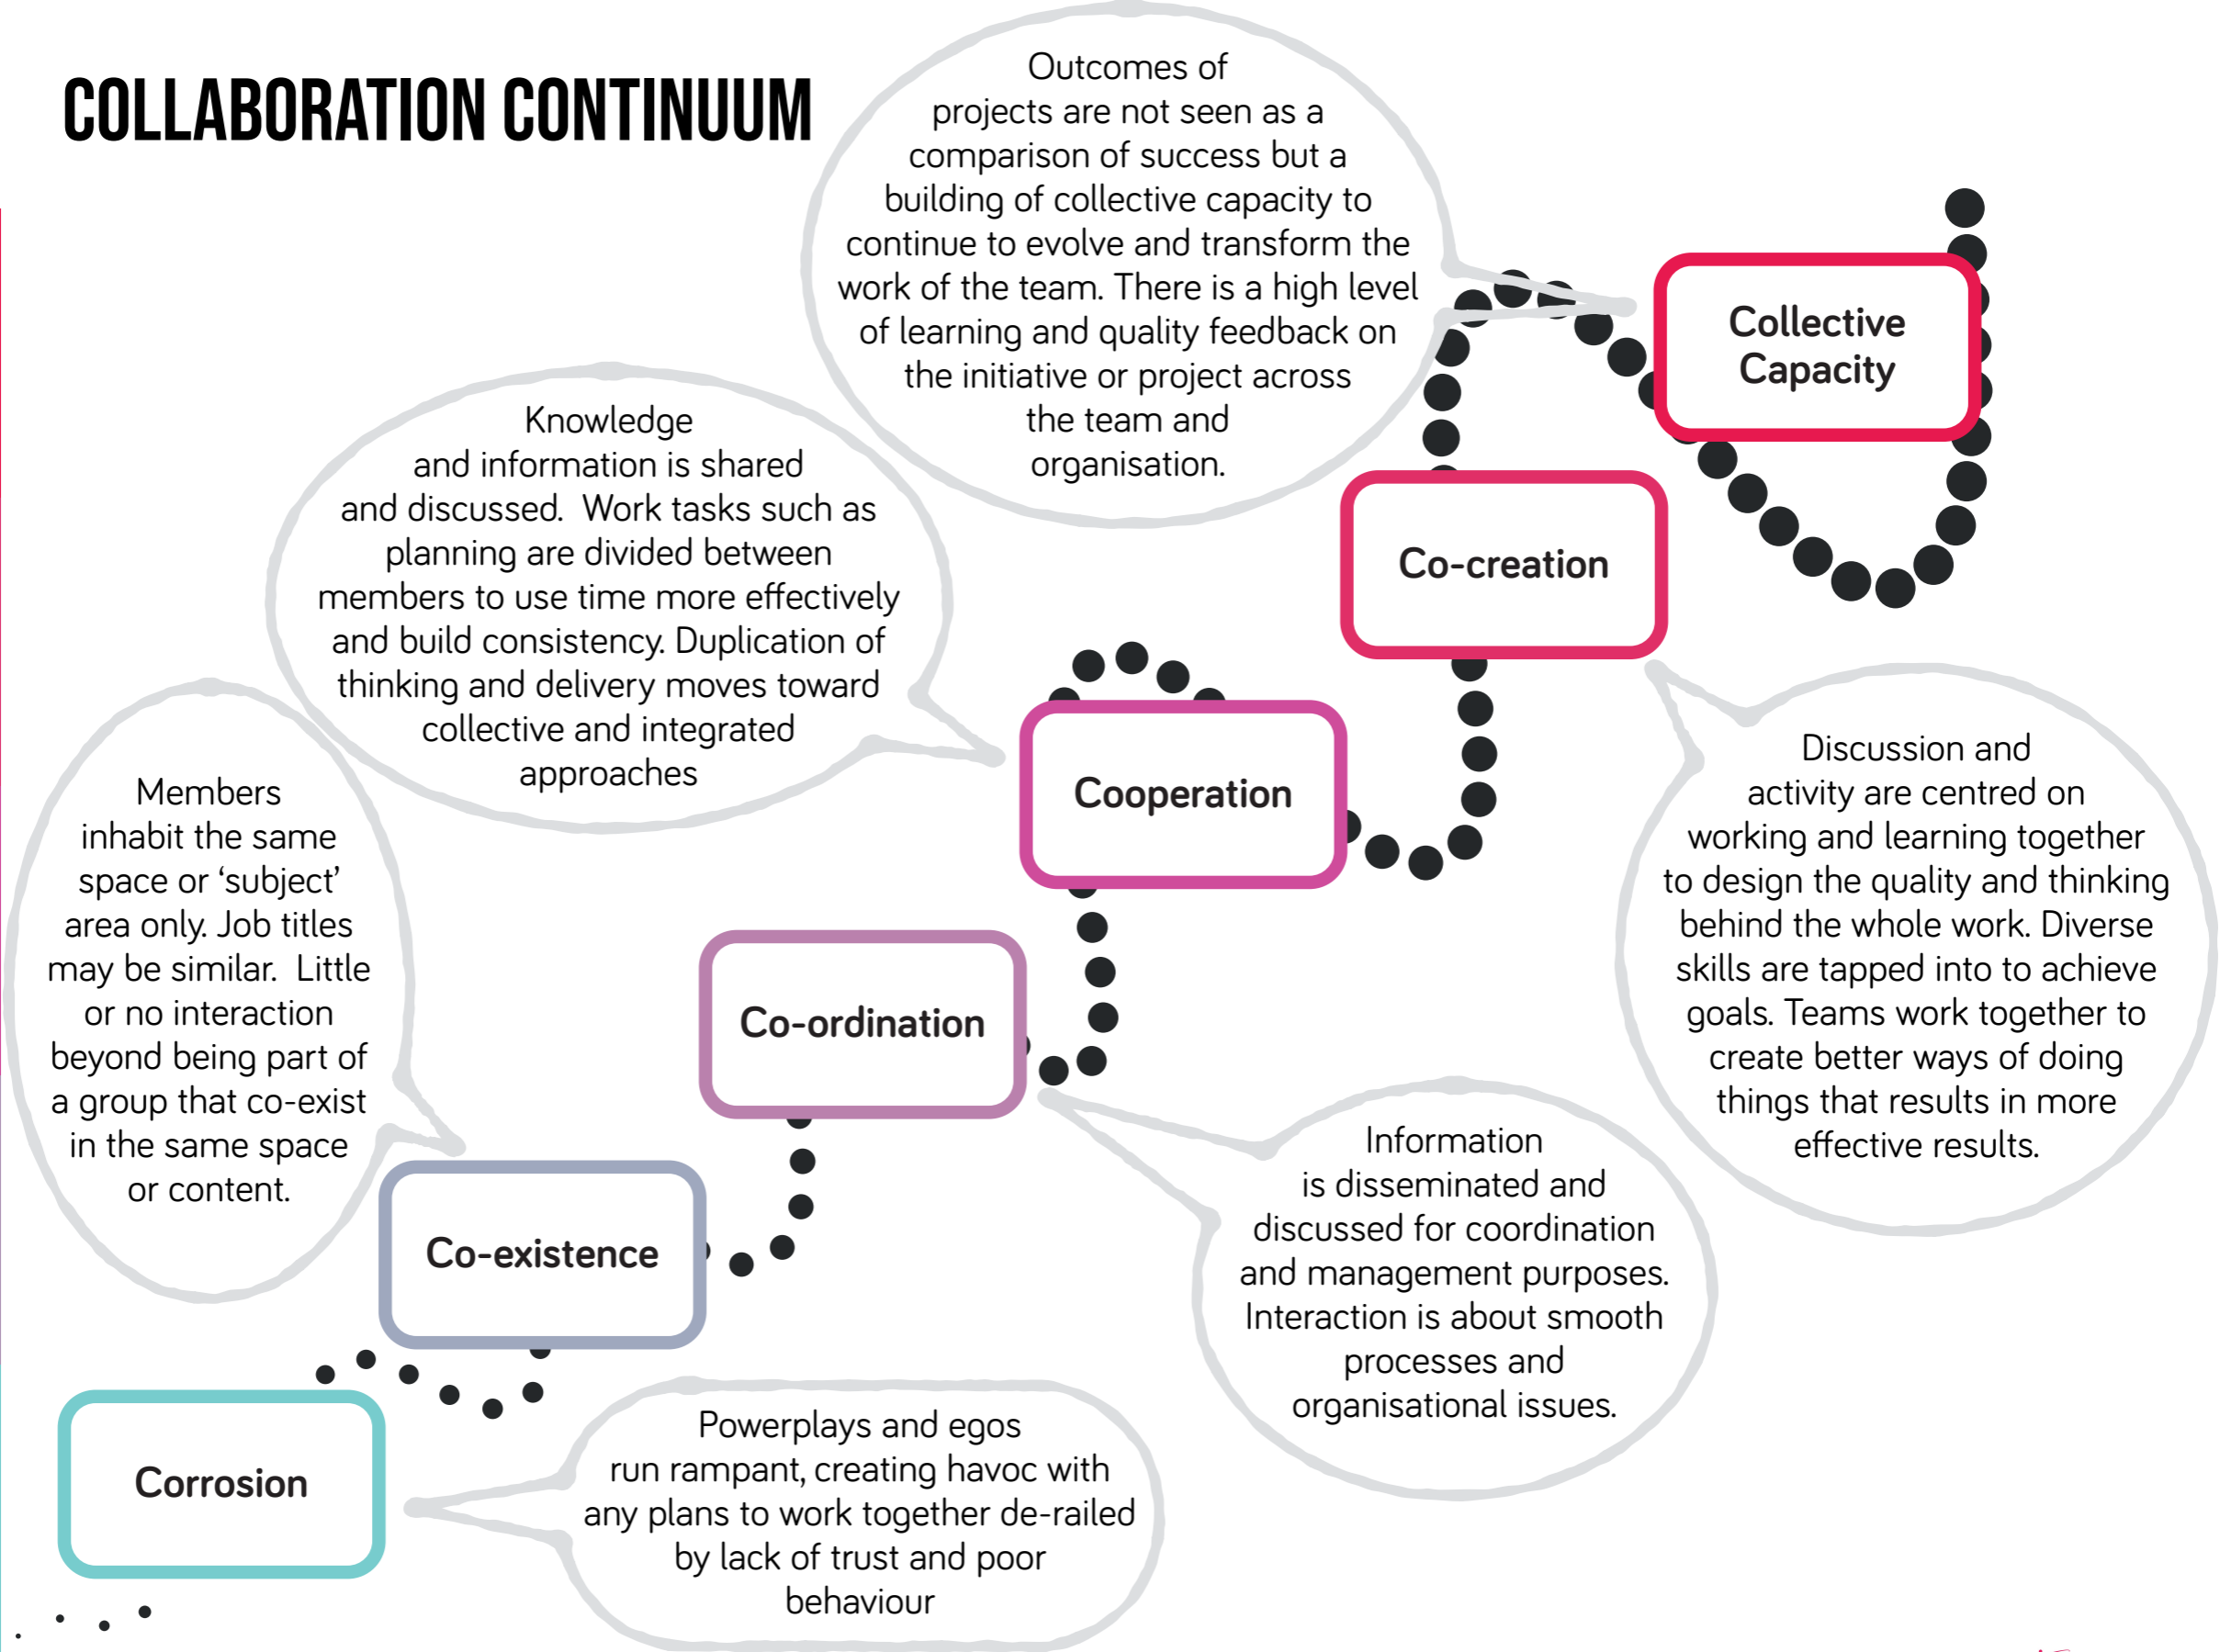 COLLABORATION CONTINUUM
Outcomes of
projects are not seen as a
comparison of success but a
building of collective capacity to
continue to evolve and transform the
work of the team. There is a high level
of learning and quality feedback on
the initiative or project across
the team and
organisation.
Collective
Capacity
Knowledge
and information is shared
and discussed.  Work tasks such as
planning are divided between
members to use time more effectively
and build consistency. Duplication of
thinking and delivery moves toward
collective and integrated
approaches
Co-creation
Discussion and
activity are centred on
working and learning together
to design the quality and thinking
behind the whole work. Diverse
skills are tapped into to achieve
goals. Teams work together to
create better ways of doing
things that results in more
effective results.
Cooperation
Members
inhabit the same
space or ‘subject’
area only. Job titles
may be similar.  Little
or no interaction
beyond being part of
a group that co-exist
in the same space
or content.
Co-ordination
Information
is disseminated and
discussed for coordination
and management purposes.
Interaction is about smooth
processes and
organisational issues.
Co-existence
Corrosion
Powerplays and egos
run rampant, creating havoc with
any plans to work together de-railed
by lack of trust and poor
behaviour